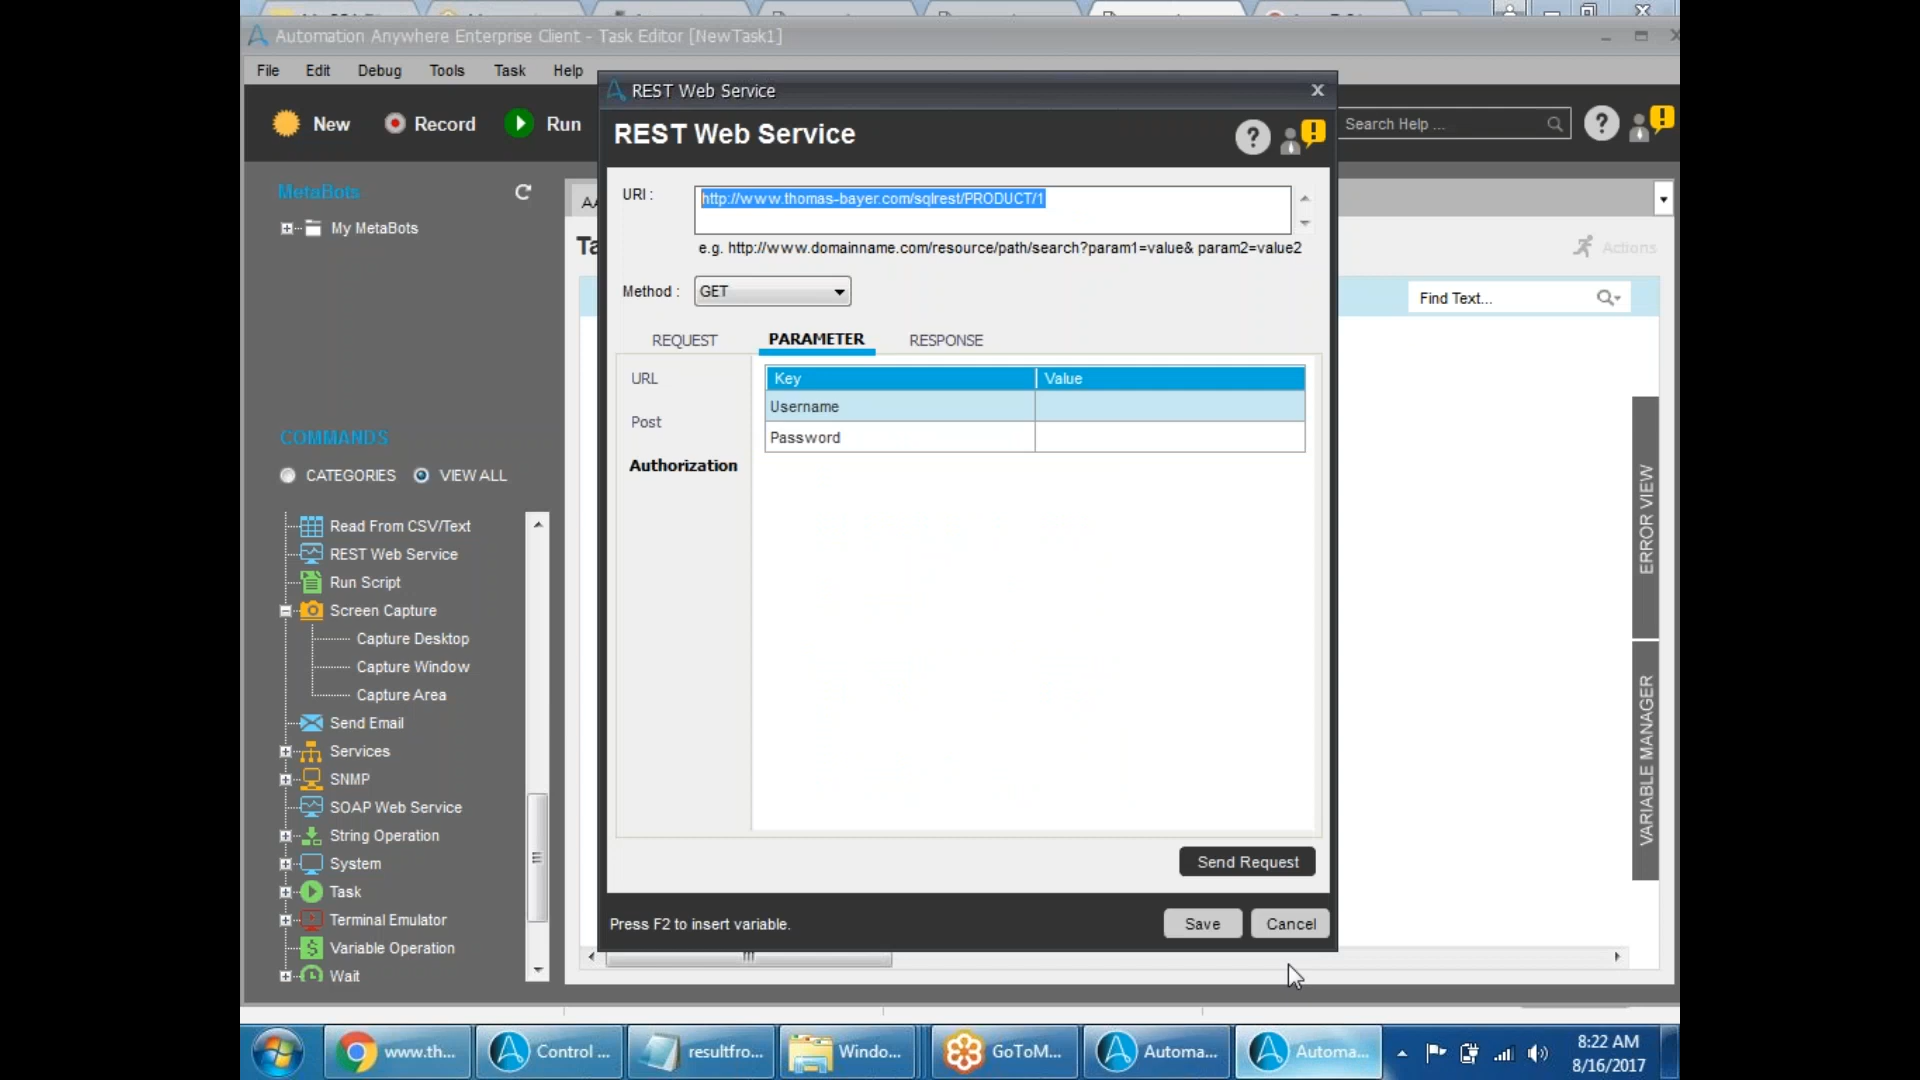 Automation Anywhere Enterprise Client - Task Editor [NewTask1]
File Edit Debug Tools Task Help
REST Web Service
New Record Run
REST Web Service
Search Help ...
MetaBots
My MetaBots
URI :
http://www.thomas-bayer.com/sqlrest/PRODUCT/1
e.g. http://www.domainname.com/resource/path/search?param1=value& param2=value2
Actions
Method : GET
Find Text...
REQUEST PARAMETER RESPONSE
URL
Post
Authorization
Key Value
Username
Password
COMMANDS
CATEGORIES VIEW ALL
Read From CSV/Text
REST Web Service
Run Script
Screen Capture
Capture Desktop
Capture Window
Capture Area
Send Email
Services
SNMP
SOAP Web Service
String Operation
System
Task
Terminal Emulator
Variable Operation
Wait
ERROR VIEW
VARIABLE MANAGER
Send Request
Press F2 to insert variable.
Save Cancel
www.th... Control ... resultfro... Windo... GoToM... Automa... Automa...
8:22 AM
8/16/2017